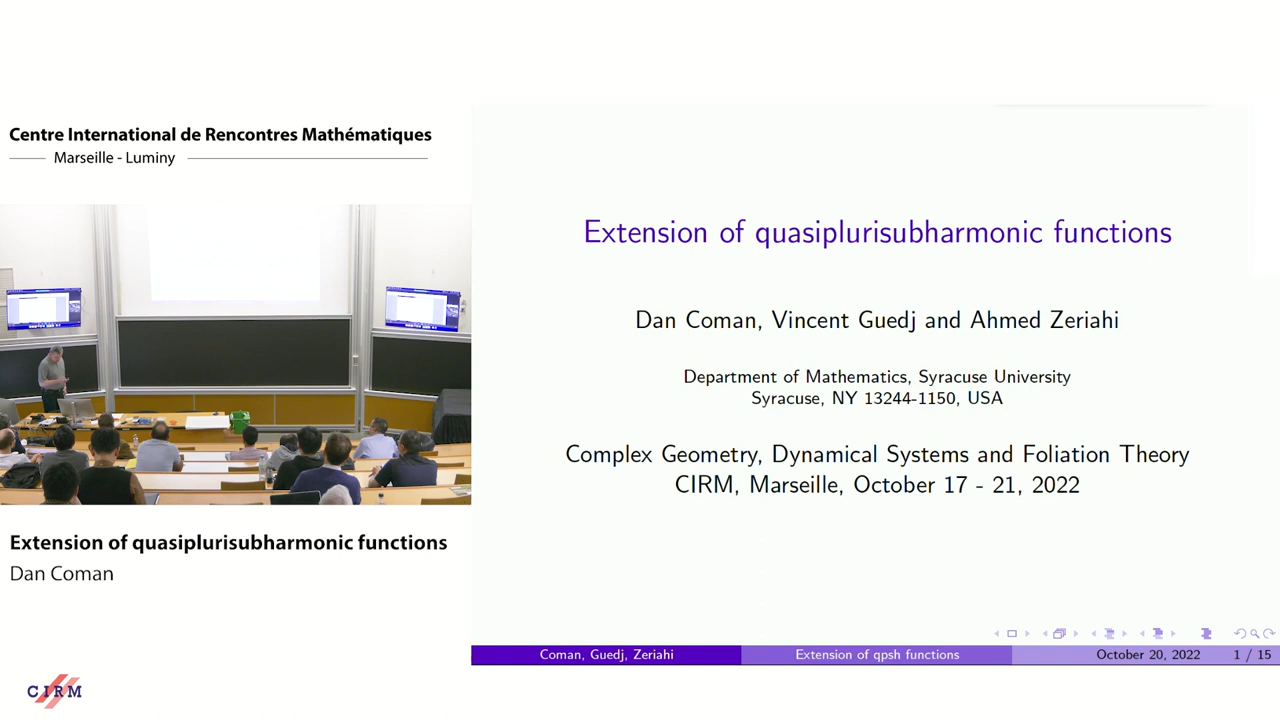 Centre International de Rencontres Mathématiques
Marseille - Luminy
Extension of quasiplurisubharmonic functions
Dan Coman
CIRM
Extension of quasiplurisubharmonic functions
Dan Coman, Vincent Guedj and Ahmed Zeriahi
Department of Mathematics, Syracuse University
Syracuse, NY 13244-1150, USA
Complex Geometry, Dynamical Systems and Foliation Theory
CIRM, Marseille, October 17 - 21, 2022
Coman, Guedj, Zeriahi
Extension of qpsh functions
October 20, 2022
1 / 15